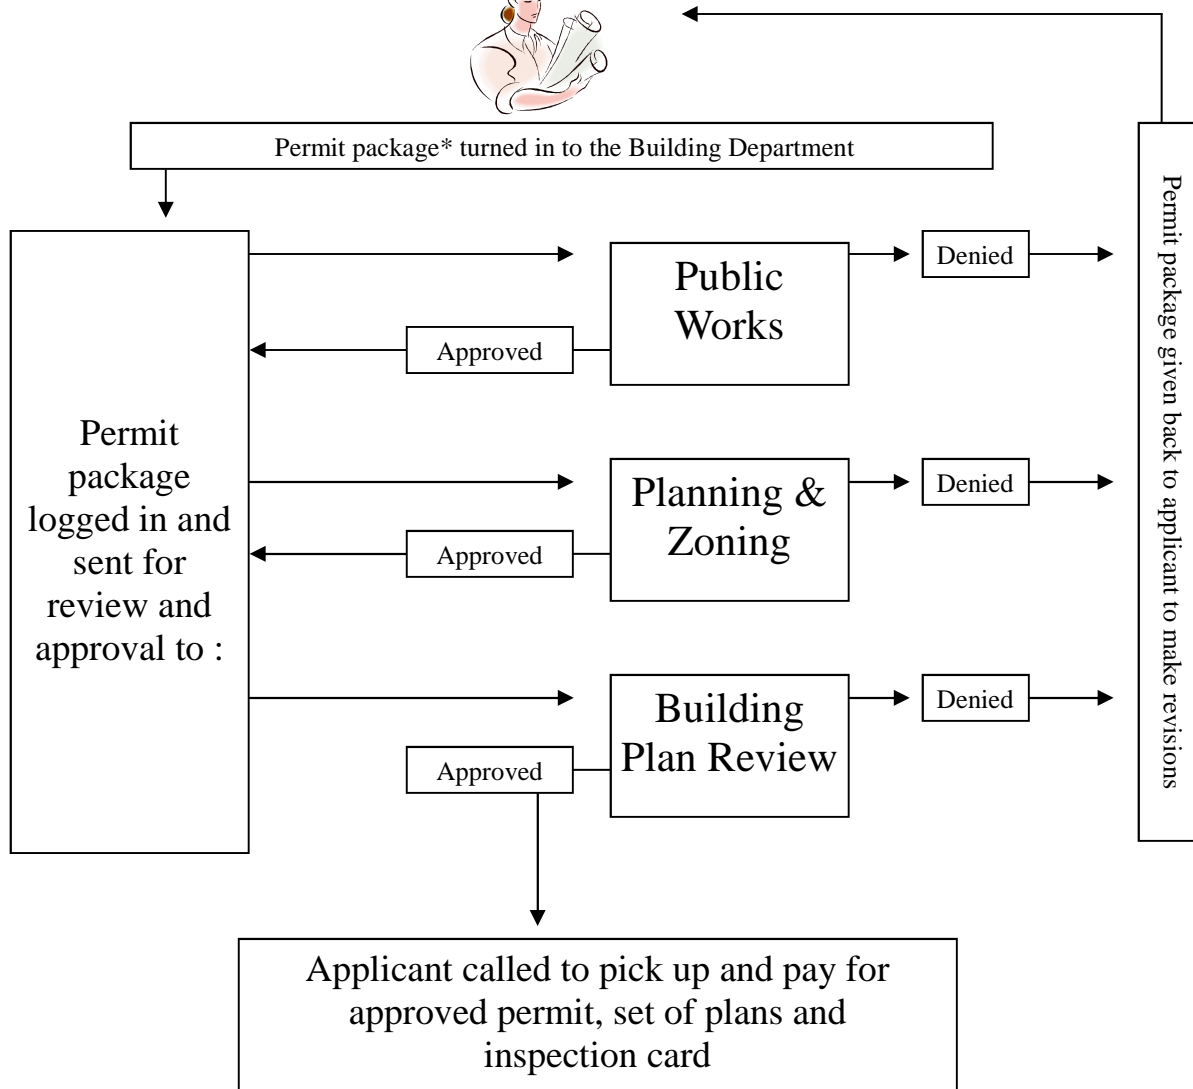 Permit package* turned in to the Building Department
Permit
package
logged in and
sent for
review and
approval to :
Public
Works
Denied
Approved
Planning &
Zoning
Denied
Approved
Building
Plan Review
Denied
Approved
Permit package given back to applicant to make revisions
Applicant called to pick up and pay for
approved permit, set of plans and
inspection card